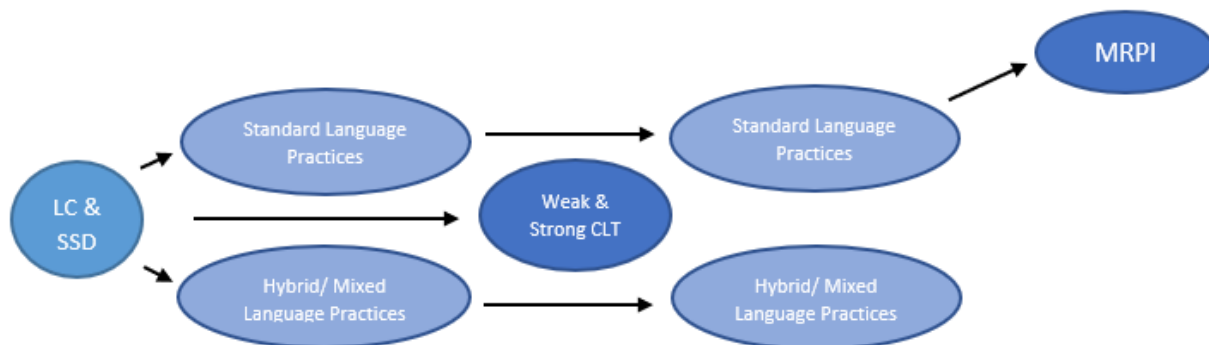 MRPI
Standard Language
Practices
Standard Language
Practices
LC &
SSD
Weak &
Strong CLT
Hybrid/ Mixed
Language Practices
Hybrid/ Mixed
Language Practices